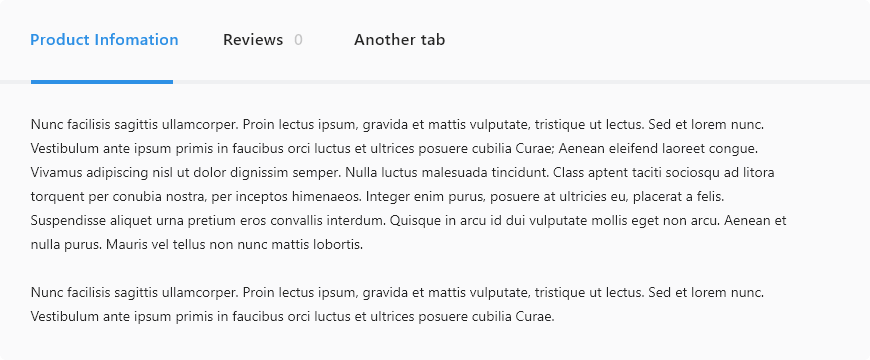 Product Infomation Reviews 0 Another tab
Nunc facilisis sagittis ullamcorper. Proin lectus ipsum, gravida et mattis vulputate, tristique ut lectus. Sed et lorem nunc.
Vestibulum ante ipsum primis in faucibus orci luctus et ultrices posuere cubilia Curae; Aenean eleifend laoreet congue.
Vivamus adipiscing nisl ut dolor dignissim semper. Nulla luctus malesuada tincidunt. Class aptent taciti sociosqu ad litora
torquent per conubia nostra, per inceptos himenaeos. Integer enim purus, posuere at ultricies eu, placerat a felis.
Suspendisse aliquet urna pretium eros convallis interdum. Quisque in arcu id dui vulputate mollis eget non arcu. Aenean et
nulla purus. Mauris vel tellus non nunc mattis lobortis.
Nunc facilisis sagittis ullamcorper. Proin lectus ipsum, gravida et mattis vulputate, tristique ut lectus. Sed et lorem nunc.
Vestibulum ante ipsum primis in faucibus orci luctus et ultrices posuere cubilia Curae.